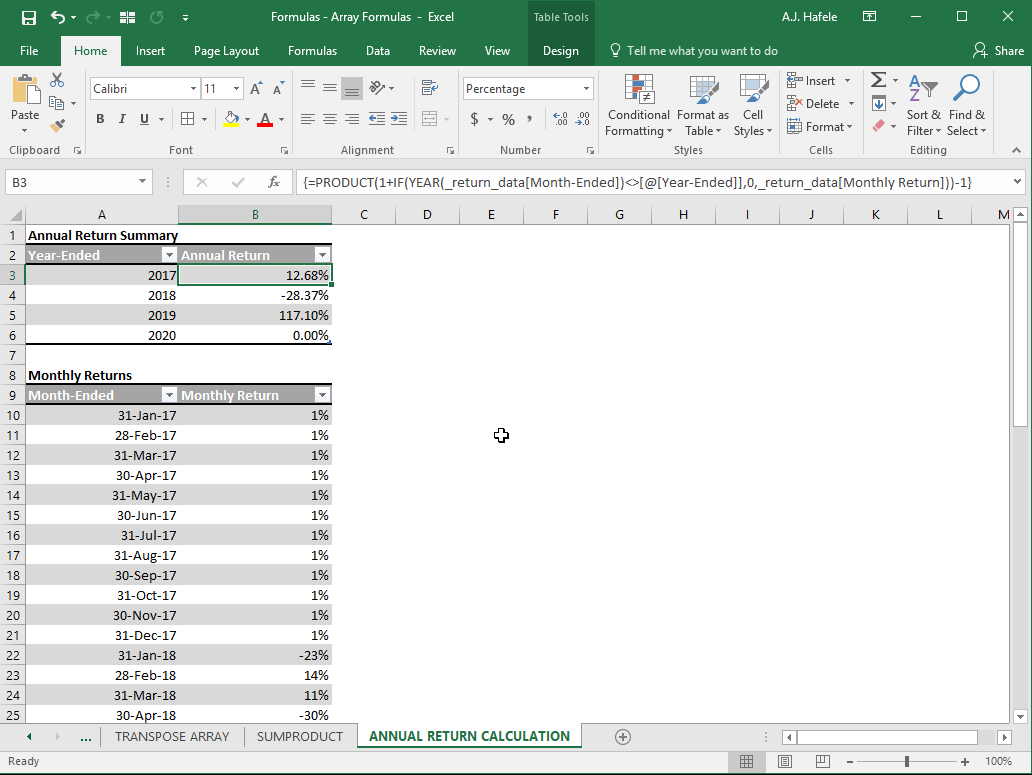 Formulas - Array Formulas - Excel
Table Tools
A.J. Hafele
File Home Insert Page Layout Formulas Data Review View Design Tell me what you want to do Share
Paste
Calibri 11
B I U A A A
Percentage
$ % , .0 .00 .00 .0
Conditional Formatting
Format as Table
Cell Styles
Insert
Delete
Format
Sort & Filter
Find & Select
Clipboard Font Alignment Number Styles Cells Editing
B3 fx {=PRODUCT(1+IF(YEAR(_return_data[Month-Ended])<>[@[Year-Ended]],0,_return_data[Monthly Return]))-1}
A B C D E F G H I J K L M
1 Annual Return Summary
2 Year-Ended Annual Return
3 2017 12.68%
4 2018 -28.37%
5 2019 117.10%
6 2020 0.00%
7
8 Monthly Returns
9 Month-Ended Monthly Return
10 31-Jan-17 1%
11 28-Feb-17 1%
12 31-Mar-17 1%
13 30-Apr-17 1%
14 31-May-17 1%
15 30-Jun-17 1%
16 31-Jul-17 1%
17 31-Aug-17 1%
18 30-Sep-17 1%
19 31-Oct-17 1%
20 30-Nov-17 1%
21 31-Dec-17 1%
22 31-Jan-18 -23%
23 28-Feb-18 14%
24 31-Mar-18 11%
25 30-Apr-18 -30%
... TRANSPOSE ARRAY SUMPRODUCT ANNUAL RETURN CALCULATION
Ready 100%